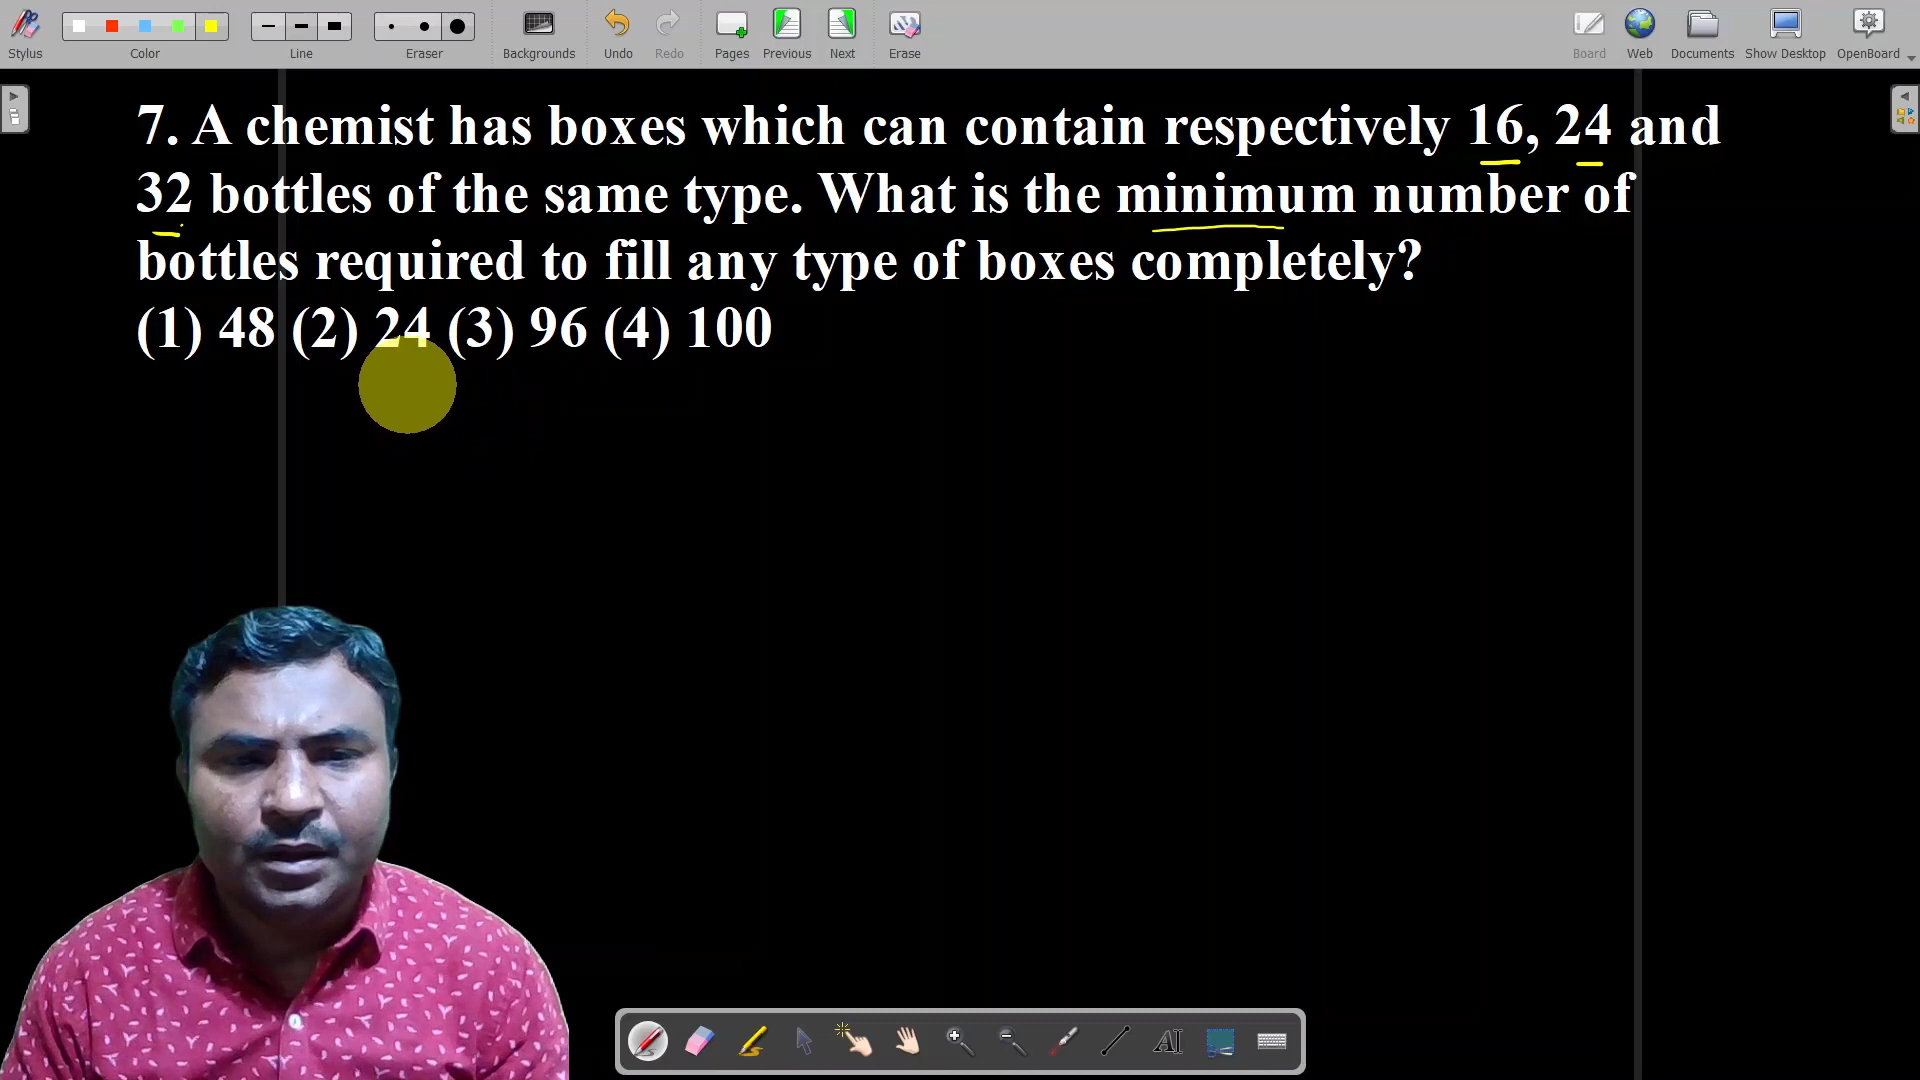 Stylus Color Line Eraser Backgrounds Undo Redo Pages Previous Next Erase Board Web Documents Show Desktop OpenBoard
7. A chemist has boxes which can contain respectively 16, 24 and
32 bottles of the same type. What is the minimum number of
bottles required to fill any type of boxes completely?
(1) 48 (2) 24 (3) 96 (4) 100